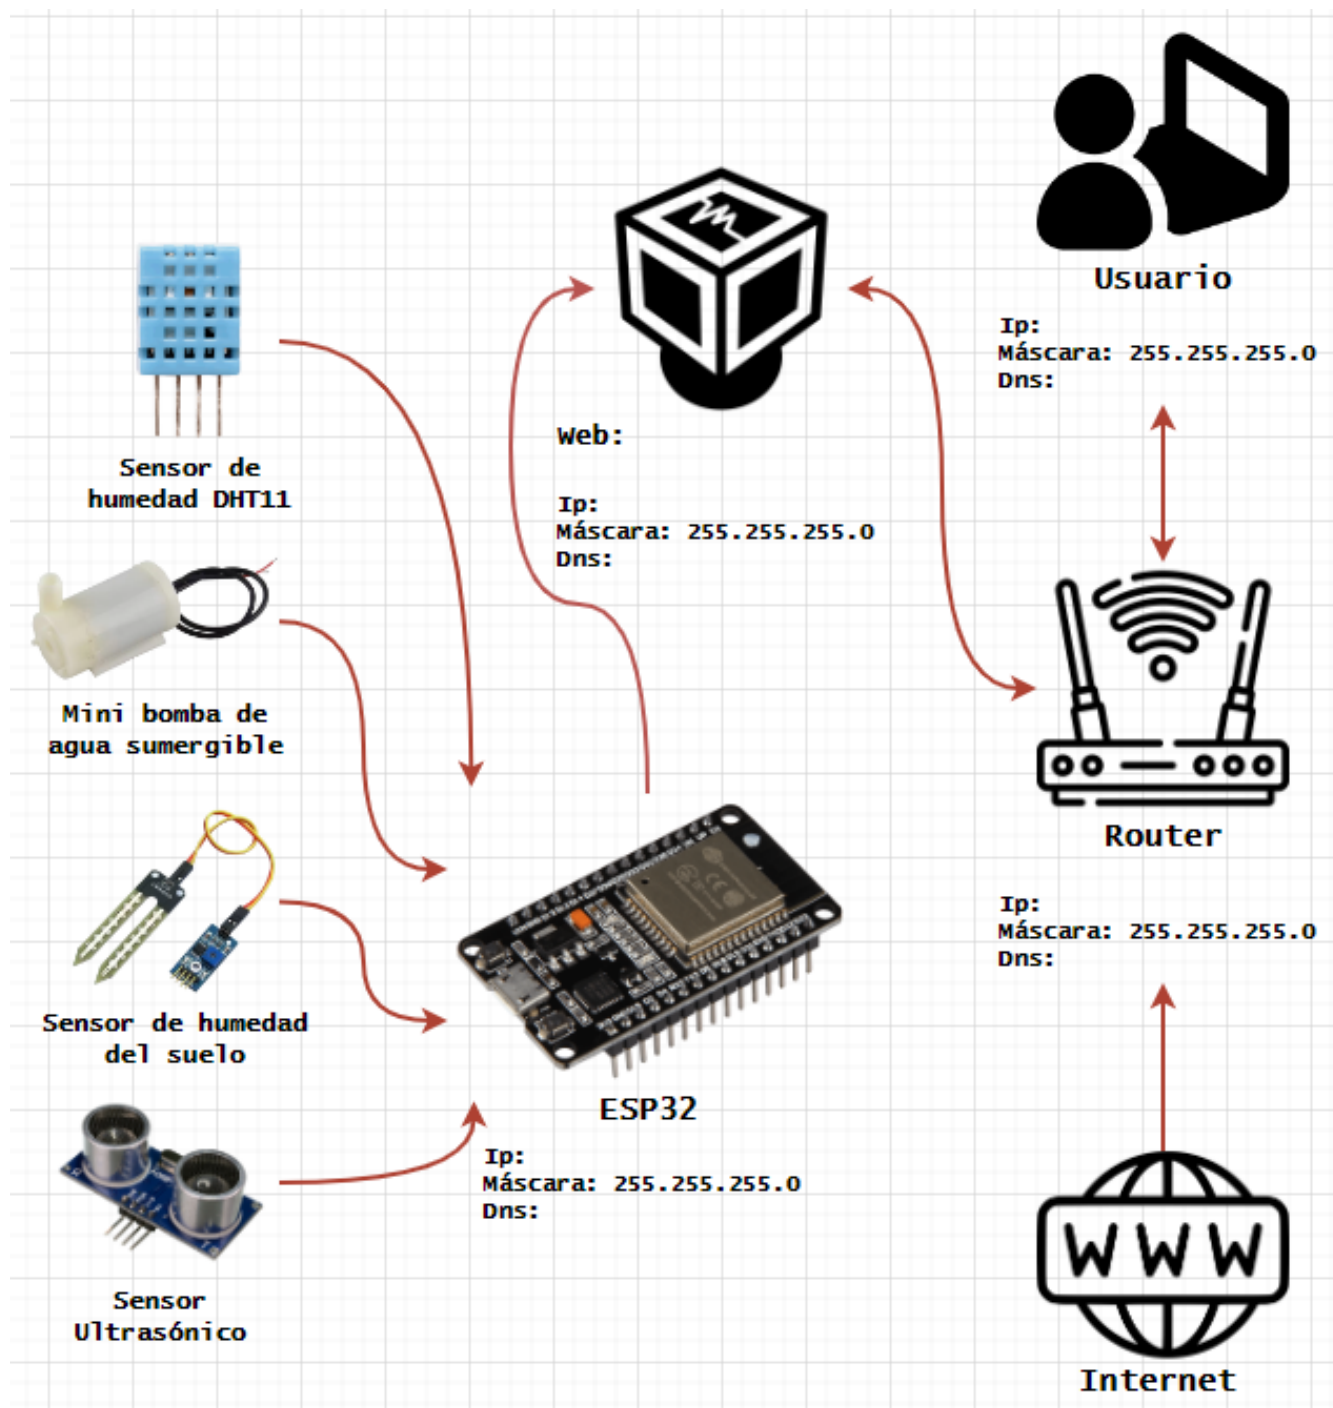 Usuario
Ip:
Máscara: 255.255.255.0
Dns:
Sensor de
humedad DHT11
Web:
Ip:
Máscara: 255.255.255.0
Dns:
Mini bomba de
agua sumergible
Router
Ip:
Máscara: 255.255.255.0
Dns:
Sensor de humedad
del suelo
ESP32
Ip:
Máscara: 255.255.255.0
Dns:
Sensor
Ultrasónico
WWW
Internet